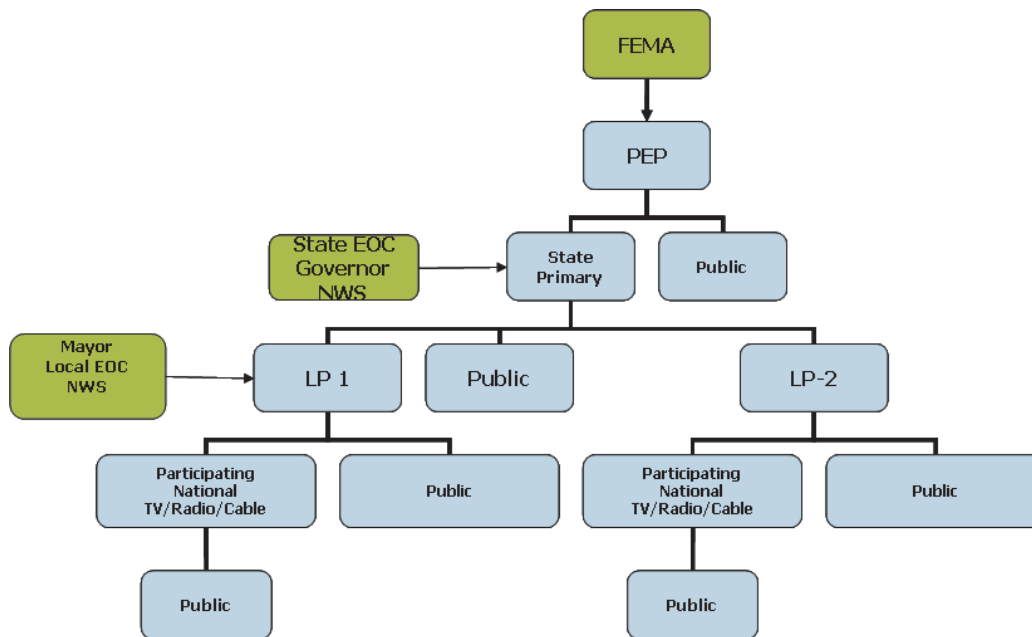 FEMA
PEP
State EOC
Governor
NWS
State
Primary
Public
Mayor
Local EOC
NWS
LP 1
Public
LP-2
Participating
National
TV/Radio/Cable
Public
Participating
National
TV/Radio/Cable
Public
Public
Public